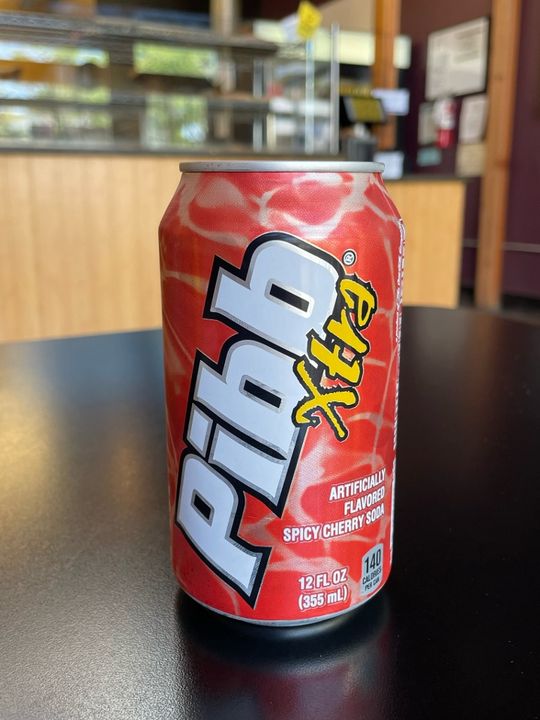 Pibb
Xtra®
ARTIFICIALLY
FLAVORED
SPICY CHERRY SODA
12 FL OZ
(355 mL)
140
CALORIES
PER CAN